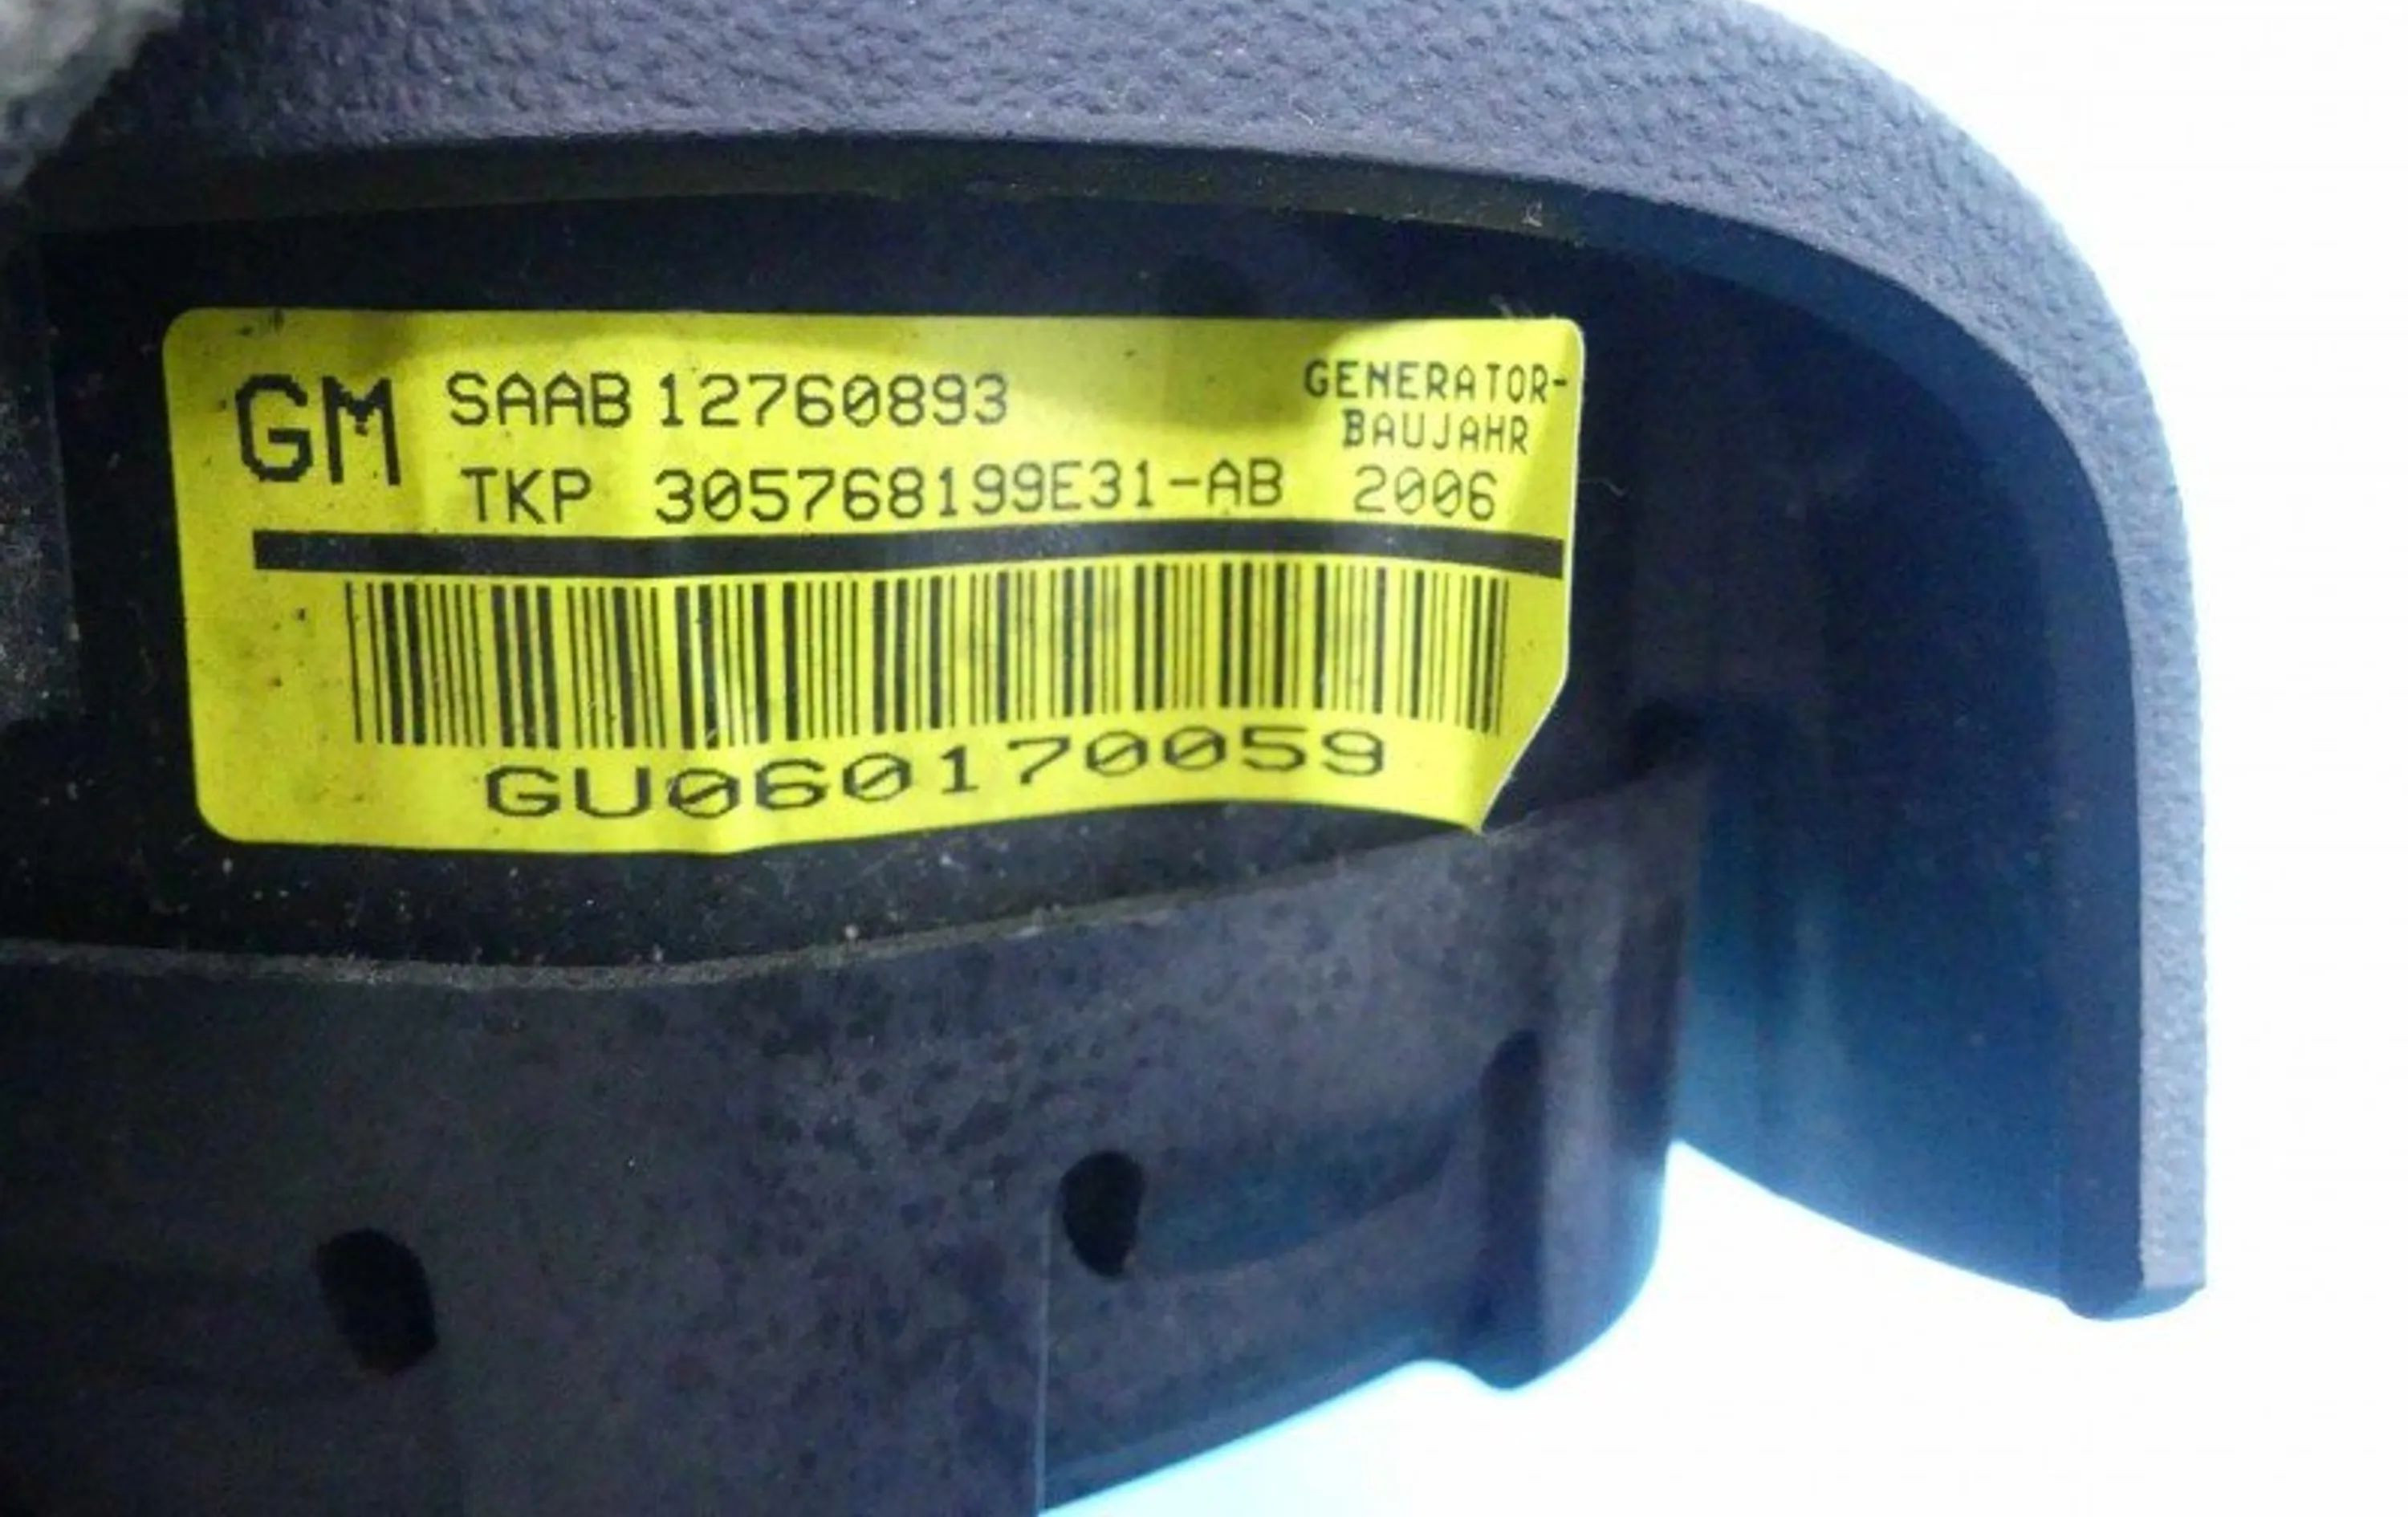 GM SAAB 12760893 GENERATOR-
BAUJAHR
TKP 305768199E31-AB 2006
GU060170059